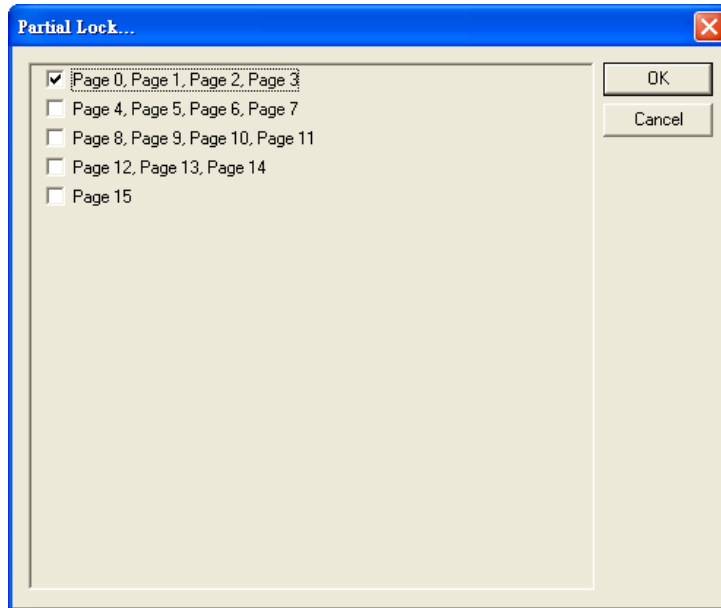 Partial Lock...
Page 0, Page 1, Page 2, Page 3
Page 4, Page 5, Page 6, Page 7
Page 8, Page 9, Page 10, Page 11
Page 12, Page 13, Page 14
Page 15
OK
Cancel